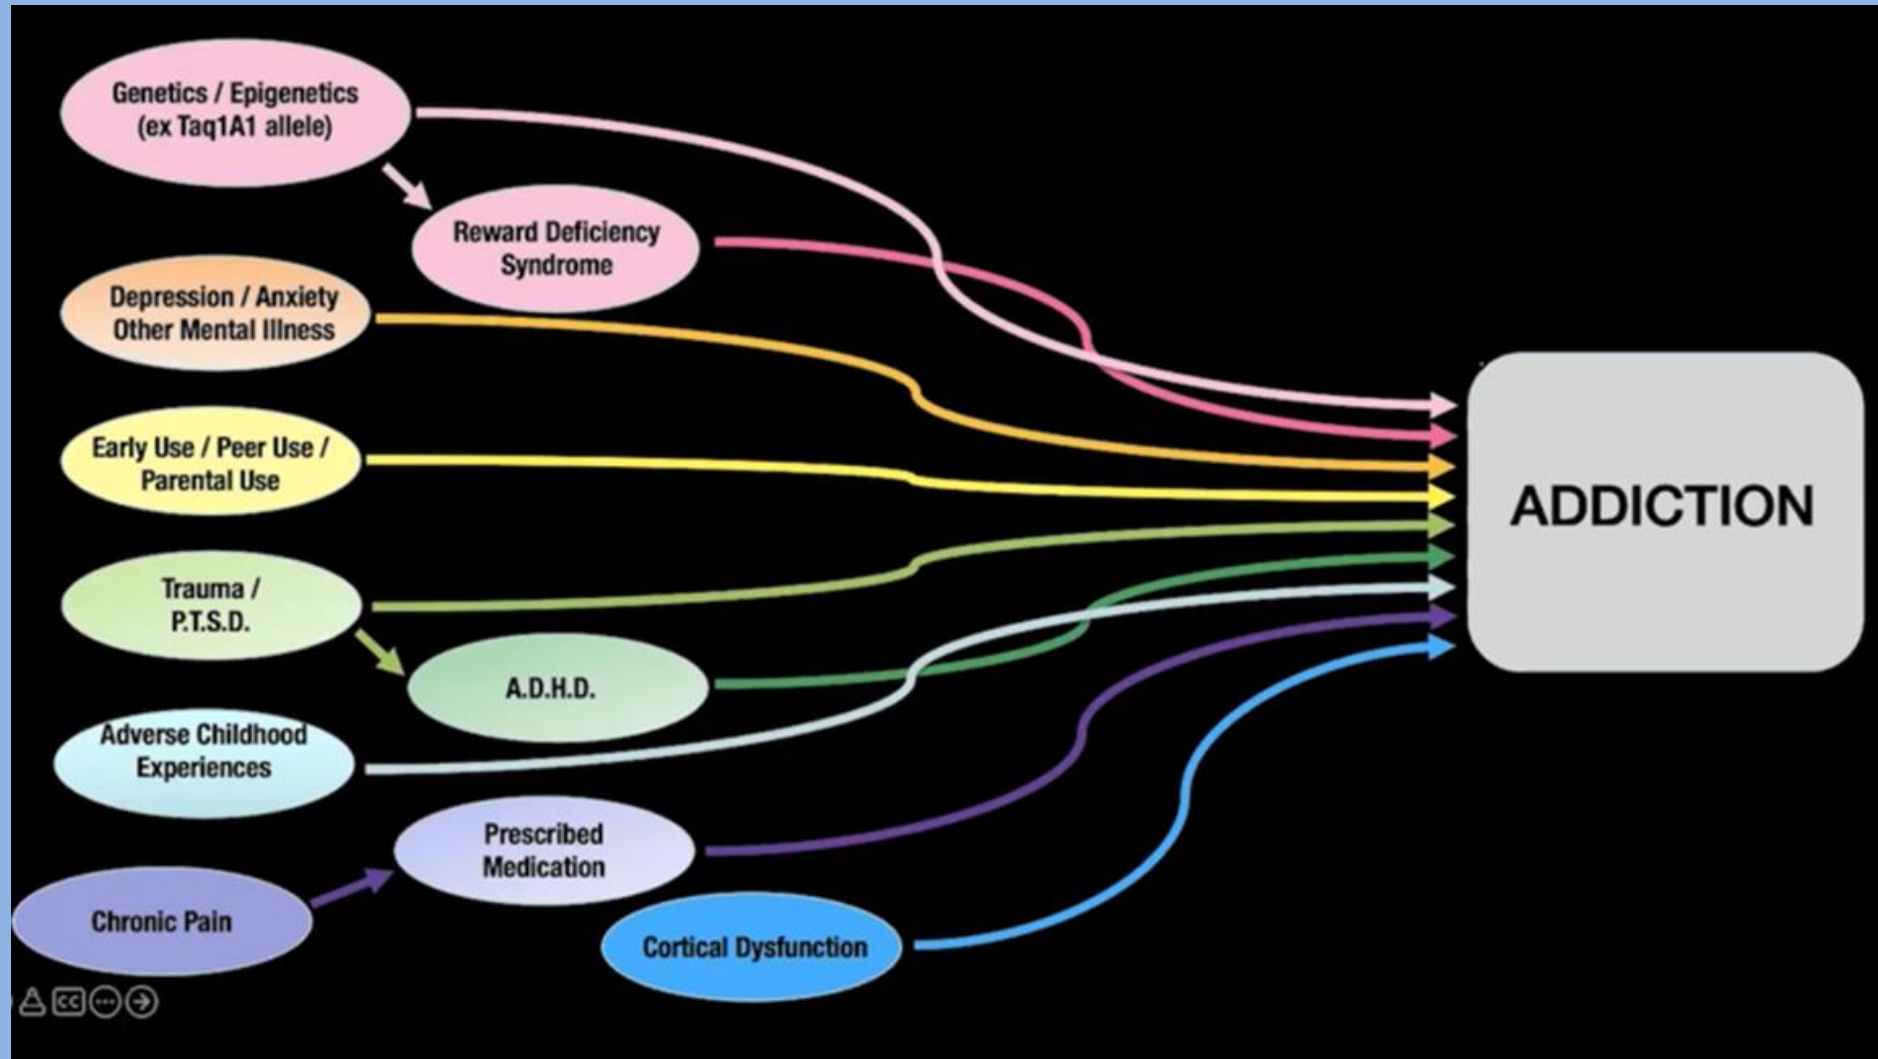 Genetics / Epigenetics
(ex Taq1A1 allele)
Reward Deficiency
Syndrome
Depression / Anxiety
Other Mental Illness
Early Use / Peer Use /
Parental Use
Trauma /
P.T.S.D.
A.D.H.D.
Adverse Childhood
Experiences
Prescribed
Medication
Chronic Pain
Cortical Dysfunction
ADDICTION
CC